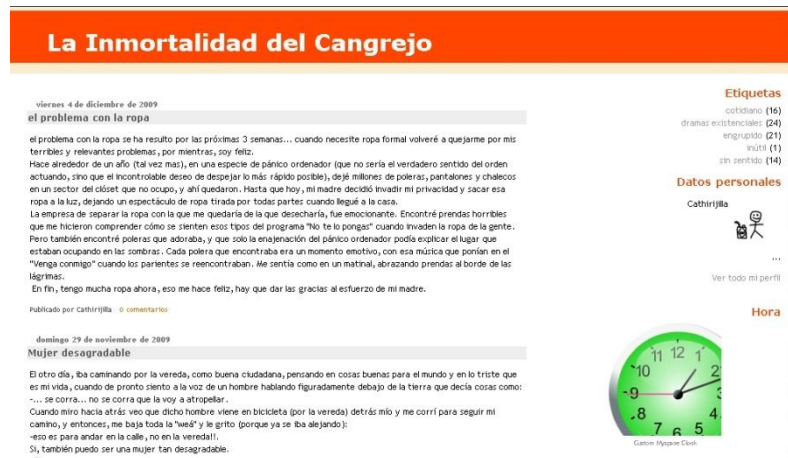 La Inmortalidad del Cangrejo
viernes 4 de diciembre de 2009
el problema con la ropa
el problema con la ropa se ha resulto por las próximas 3 semanas... cuando necesite ropa formal volveré a quejarme por mis
terribles y relevantes problemas, por mientras, soy feliz.
Hace alrededor de un año (tal vez mas), en una especie de pánico ordenador (que no sería el verdadero sentido del orden
actuando, sino que el incontrolable deseo de despejar lo más rápido posible), dejé millones de poleras, pantalones y chalecos
en un sector del clóset que no ocupo, y ahí quedaron. Hasta que hoy, mi madre decidió invadir mi privacidad y sacar esa
ropa a la luz, dejando un espectáculo de ropa tirada por todas partes cuando llegué a la casa.
La empresa de separar la ropa con la que me quedaría de la que desecharía, fue emocionante. Encontré prendas horribles
que me hicieron comprender cómo se sienten esos tipos del programa "No te lo pongas" cuando invaden la ropa de la gente.
Pero también encontré poleras que adoraba, y que solo la enajenación del pánico ordenador podía explicar el lugar que
estaban ocupando en las sombras. Cada polera que encontraba era un momento emotivo, con esa música que ponían en el
"Venga conmigo" cuando los parientes se reencontraban. Me sentía como en un matinal, abrazando prendas al borde de las
lágrimas.
En fin, tengo mucha ropa ahora, eso me hace feliz, hay que dar las gracias al esfuerzo de mi madre.
Publicado por Cathirijilla 0 comentarios
domingo 29 de noviembre de 2009
Mujer desagradable
El otro día, iba caminando por la vereda, como buena ciudadana, pensando en cosas buenas para el mundo y en lo triste que
es mi vida, cuando de pronto siento a la voz de un hombre hablando figuradamente debajo de la tierra que decía cosas como:
-... se corra... no se corra que la voy a atropellar.
Cuando miro hacia atrás veo que dicho hombre viene en bicicleta (por la vereda) detrás mío y me corrí para seguir mi
camino, y entonces, me baja toda la "weá" y le grito (porque ya se iba alejando):
-eso es para andar en la calle, no en la vereda!!.
Si, también puedo ser una mujer tan desagradable.
Etiquetas
cotidiano (16)
dramas existenciales (24)
engrupido (21)
inútil (1)
sin sentido (14)
Datos personales
Cathirijilla
...
Ver todo mi perfil
Hora
11 12 1
10 2
9
8 4
7 6 5
Custom Myspace Clock